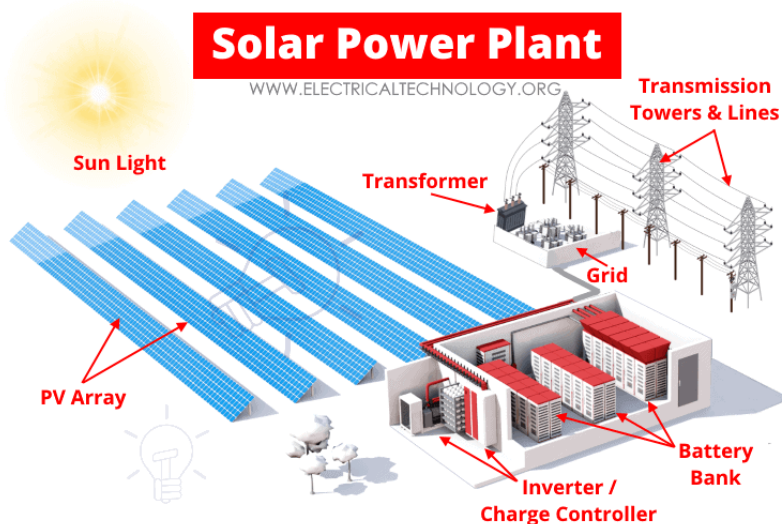 Solar Power Plant
WWW.ELECTRICALTECHNOLOGY.ORG
Transmission
Towers & Lines
Sun Light
Transformer
Grid
PV Array
Battery
Bank
Inverter /
Charge Controller